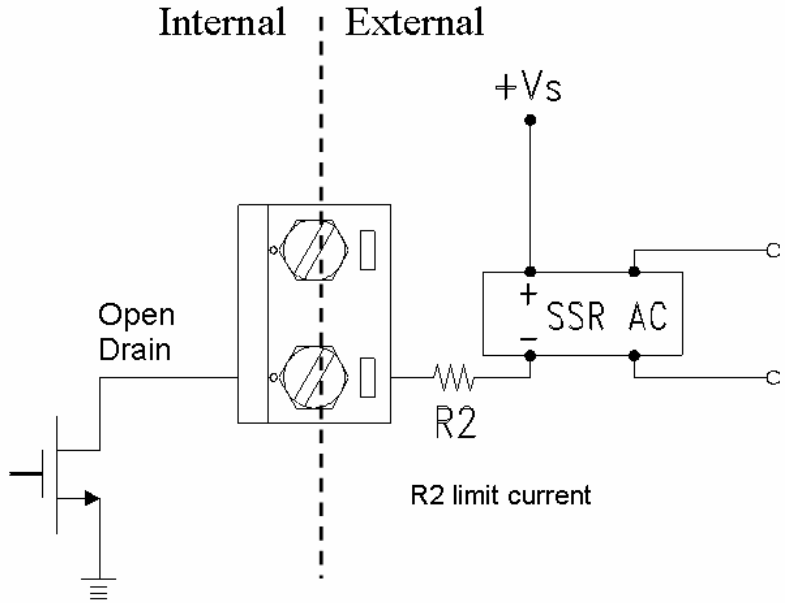 Internal External
+Vs
+
SSR AC
−
Open
Drain
R2
R2 limit current